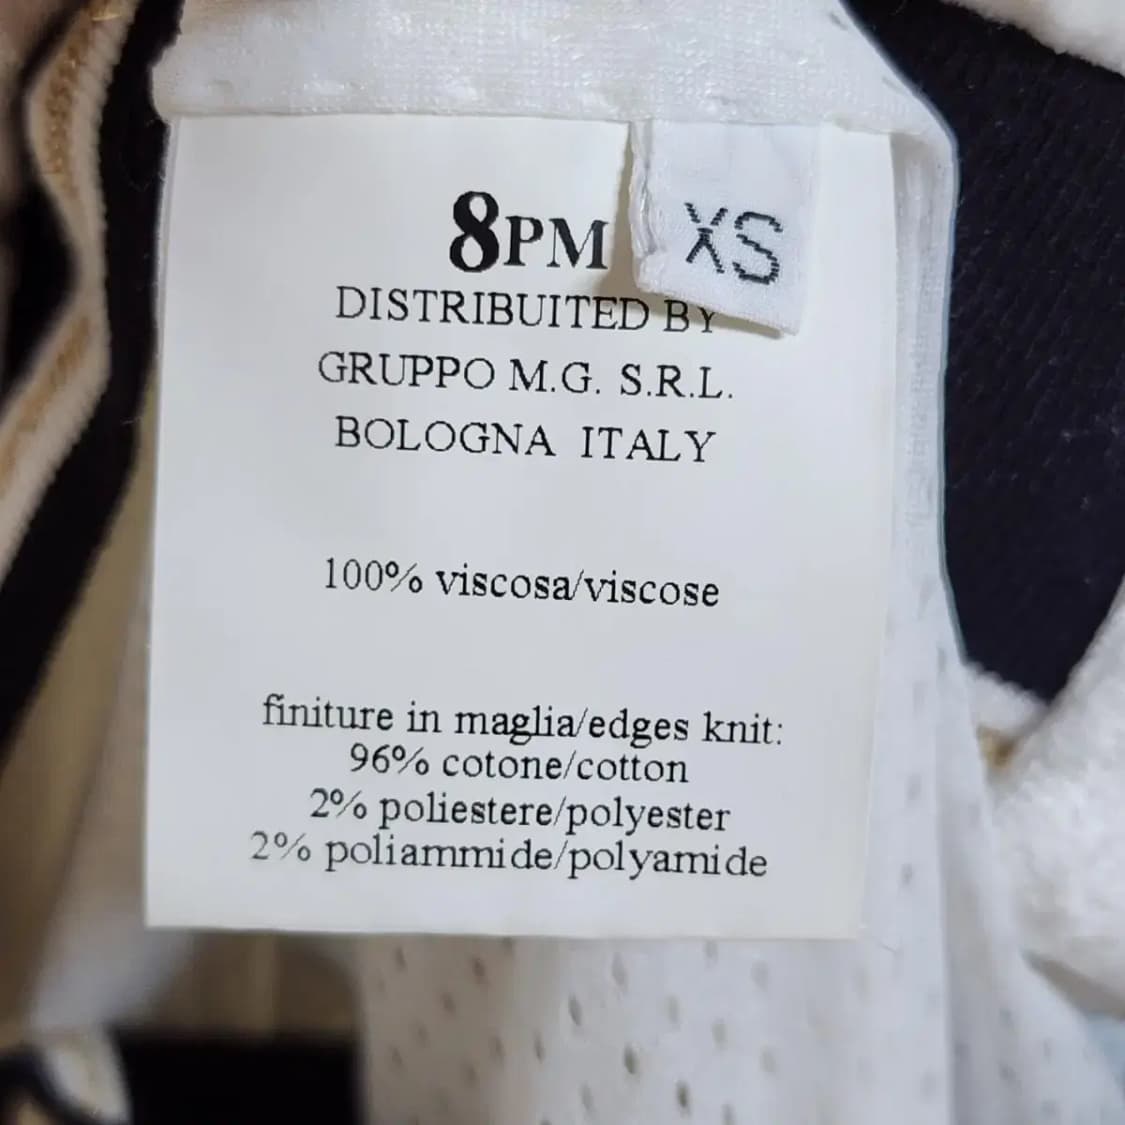 8PM
XS
DISTRIBUITED BY
GRUPPO M.G. S.R.L.
BOLOGNA ITALY
100% viscosa/viscose
finiture in maglia/edges knit:
96% cotone/cotton
2% poliestere/polyester
2% poliammide/polyamide